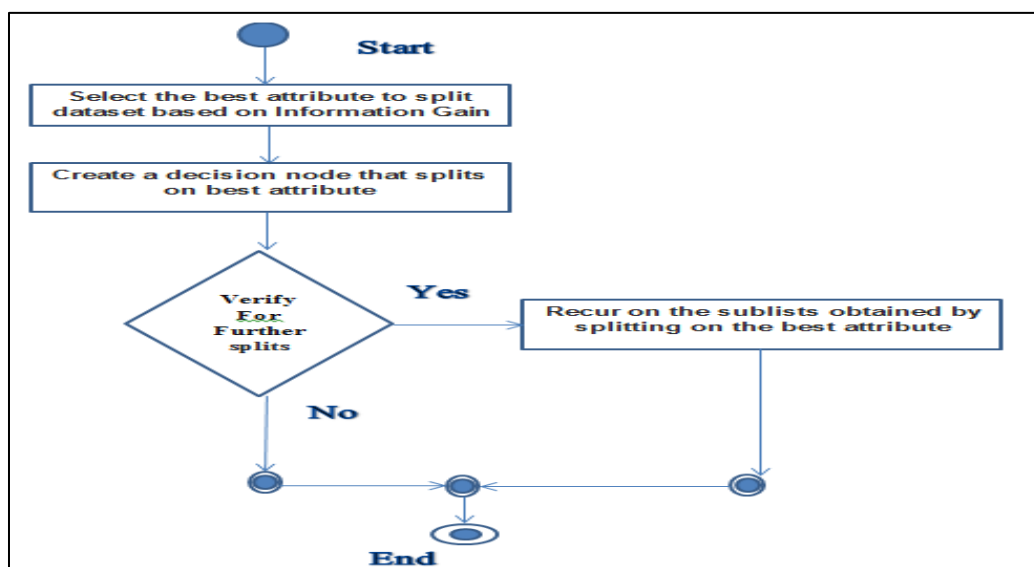 Start
Select the best attribute to split
dataset based on Information Gain
Create a decision node that splits
on best attribute
Verify
For
Further
splits
Yes
Recur on the sublists obtained by
splitting on the best attribute
No
End